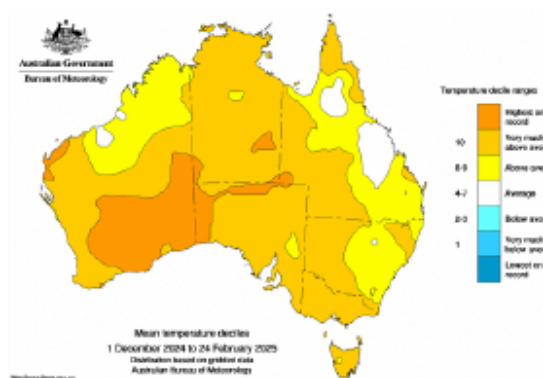 Australian Government
Bureau of Meteorology
Temperature decile ranges
Highest on
record
10
Very much
above ave
8-9
Above ave
4-7
Average
2-3
Below ave
1
Very much
below ave
Lowest on
record
Mean temperature deciles
1 December 2024 to 24 February 2025
Distribution based on gridded data
Australian Bureau of Meteorology